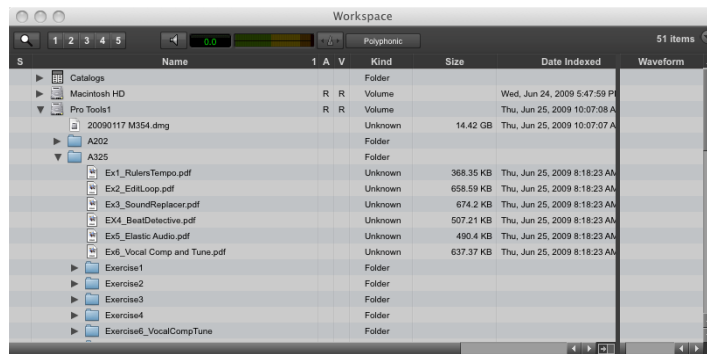 Workspace
1 2 3 4 5 0.0 Polyphonic 51 items
S Name 1 A V Kind Size Date Indexed Waveform
Catalogs Folder
Macintosh HD R R Volume Wed, Jun 24, 2009 5:47:59 P
Pro Tools1 R R Volume Thu, Jun 25, 2009 10:07:08 A
20090117 M354.dmg Unknown 14.42 GB Thu, Jun 25, 2009 10:07:07 A
A202 Folder
A325 Folder
Ex1_RulersTempo.pdf Unknown 368.35 KB Thu, Jun 25, 2009 8:18:23 AM
Ex2_EditLoop.pdf Unknown 658.59 KB Thu, Jun 25, 2009 8:18:23 AM
Ex3_SoundReplacer.pdf Unknown 674.2 KB Thu, Jun 25, 2009 8:18:23 AM
EX4_BeatDetective.pdf Unknown 507.21 KB Thu, Jun 25, 2009 8:18:23 AM
Ex5_Elastic Audio.pdf Unknown 490.4 KB Thu, Jun 25, 2009 8:18:23 AM
Ex6_Vocal Comp and Tune.pdf Unknown 637.37 KB Thu, Jun 25, 2009 8:18:23 AM
Exercise1 Folder
Exercise2 Folder
Exercise3 Folder
Exercise4 Folder
Exercise6_VocalCompTune Folder